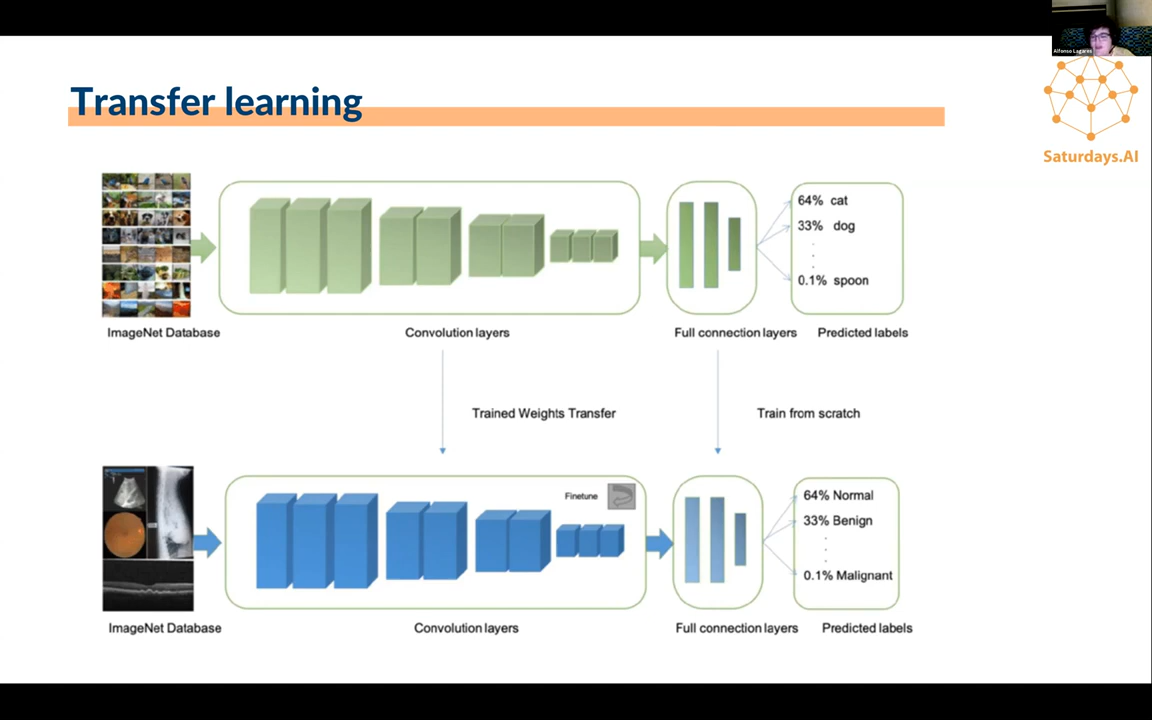 Alfonso Lagares
Transfer learning
Saturdays.AI
64% cat
33% dog
0.1% spoon
ImageNet Database
Convolution layers
Full connection layers
Predicted labels
Trained Weights Transfer
Train from scratch
Finetune
64% Normal
33% Benign
0.1% Malignant
ImageNet Database
Convolution layers
Full connection layers
Predicted labels